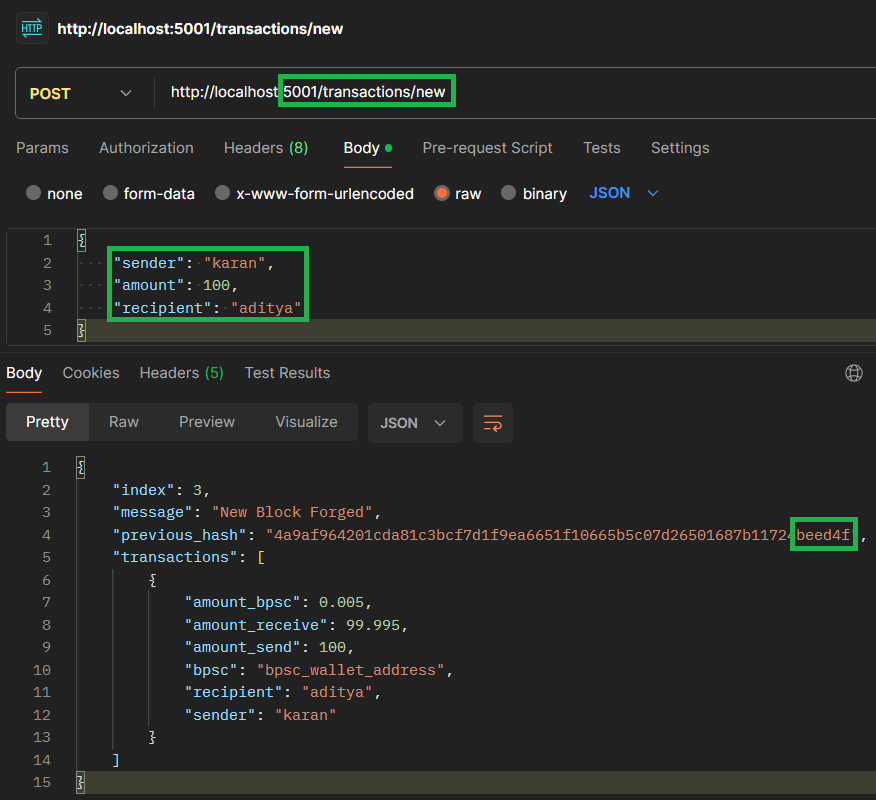 HTTP http://localhost:5001/transactions/new
POST http://localhost:5001/transactions/new
Params Authorization Headers (8) Body Pre-request Script Tests Settings
none form-data x-www-form-urlencoded raw binary JSON
1 {
2 "sender": "karan",
3 "amount": 100,
4 "recipient": "aditya"
5 }
Body Cookies Headers (5) Test Results
Pretty Raw Preview Visualize JSON
1 {
2 "index": 3,
3 "message": "New Block Forged",
4 "previous_hash": "4a9af964201cda81c3bcf7d1f9ea6651f10665b5c07d26501687b11724beed4f",
5 "transactions": [
6 {
7 "amount_bpsc": 0.005,
8 "amount_receive": 99.995,
9 "amount_send": 100,
10 "bpsc": "bpsc_wallet_address",
11 "recipient": "aditya",
12 "sender": "karan"
13 }
14 ]
15 }